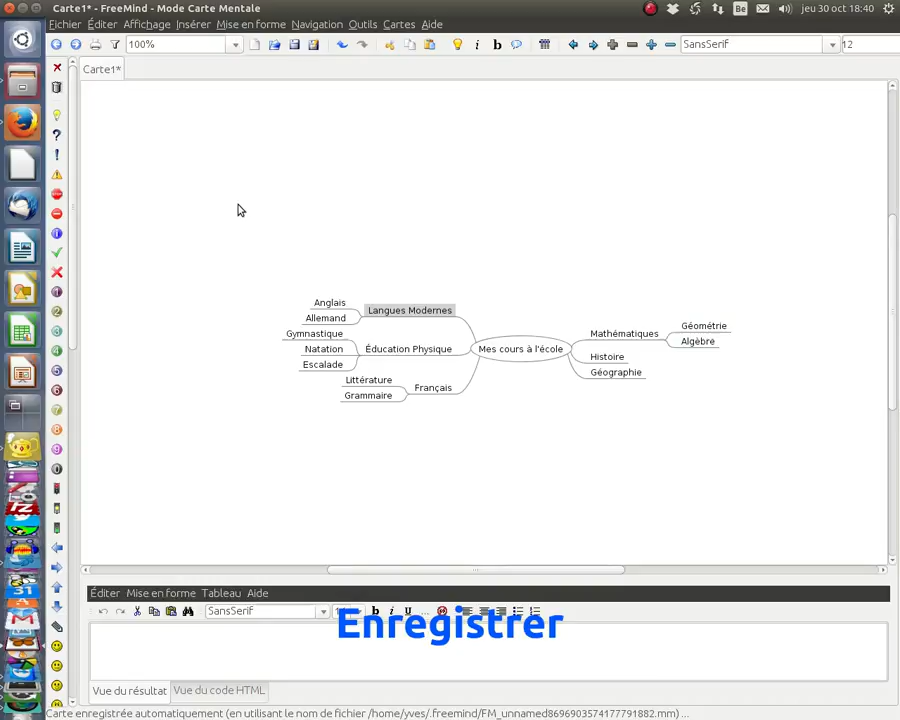 Carte1* - FreeMind - Mode Carte Mentale
Be
jeu 30 oct 18:40
Fichier Éditer Affichage Insérer Mise en forme Navigation Outils Cartes Aide
100%
SansSerif
12
Carte1*
Anglais
Allemand
Langues Modernes
Gymnastique
Natation
Escalade
Éducation Physique
Littérature
Grammaire
Français
Mes cours à l'école
Mathématiques
Géométrie
Algèbre
Histoire
Géographie
Éditer Mise en forme Tableau Aide
SansSerif
Enregistrer
Vue du résultat
Vue du code HTML
Carte enregistrée automatiquement (en utilisant le nom de fichier /home/yves/.freemind/FM_unnamed8696903574177791882.mm) ...